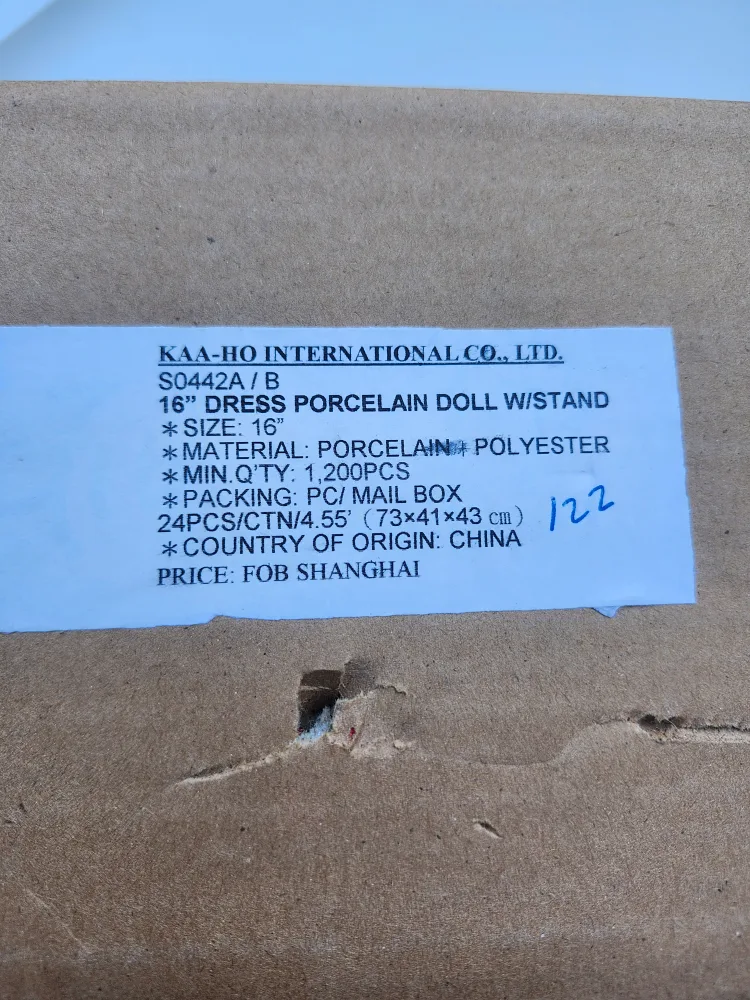 KAA-HO INTERNATIONAL CO., LTD.
S0442A / B
16” DRESS PORCELAIN DOLL W/STAND
*SIZE: 16”
*MATERIAL: PORCELAIN+ POLYESTER
*MIN.Q'TY: 1,200PCS
*PACKING: PC/ MAIL BOX
24PCS/CTN/4.55' (73×41×43 ㎝) 122
*COUNTRY OF ORIGIN: CHINA
PRICE: FOB SHANGHAI